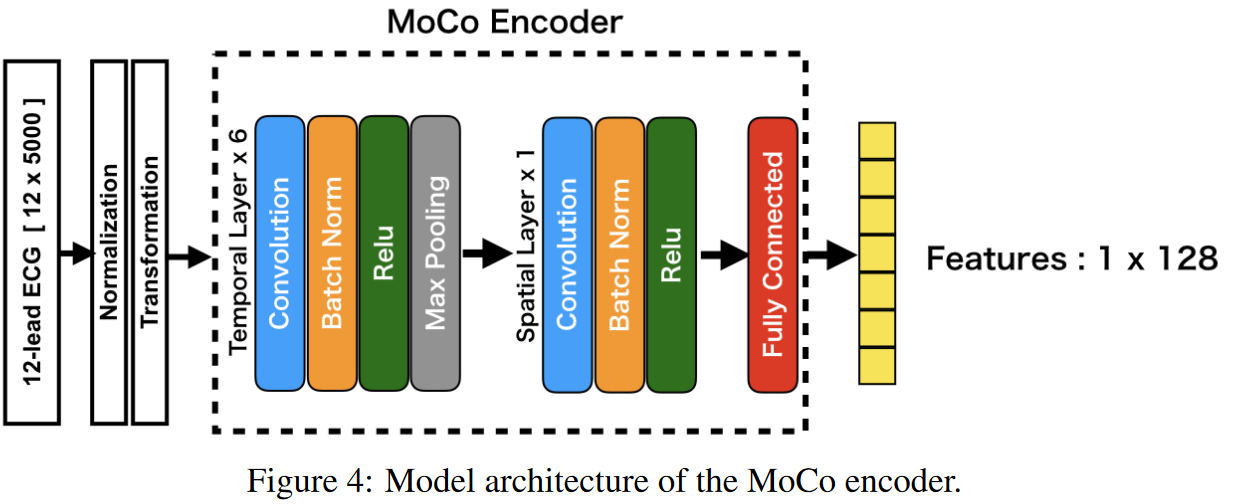 MoCo Encoder
12-lead ECG [ 12 x 5000 ]
Normalization
Transformation
Temporal Layer x 6
Convolution
Batch Norm
Relu
Max Pooling
Spatial Layer x 1
Convolution
Batch Norm
Relu
Fully Connected
Features : 1 x 128
Figure 4: Model architecture of the MoCo encoder.